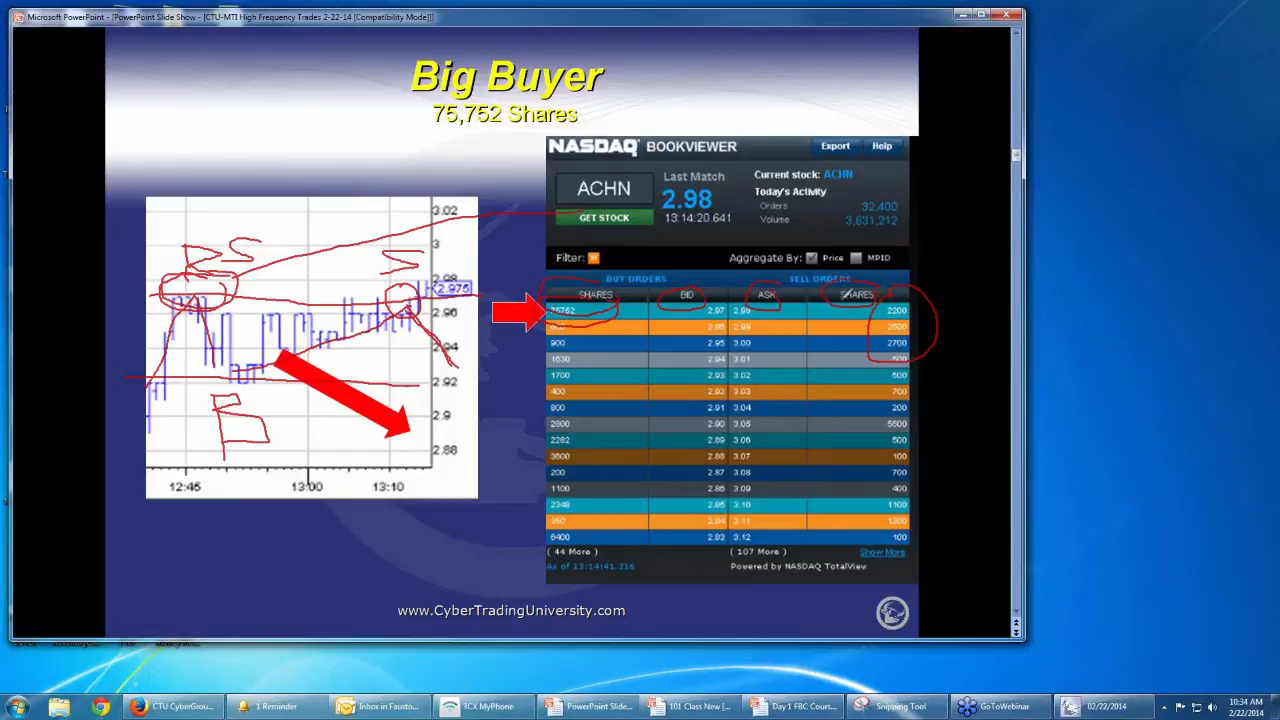 Microsoft PowerPoint - [PowerPoint Slide Show - [CTU-MTI High Frequency Trades 2-22-14 [Compatibility Mode]]]
Big Buyer
75,752 Shares
NASDAQ BOOKVIEWER Export Help
ACHN
GET STOCK
Last Match
2.98
13:14:20.641
Current stock: ACHN
Today's Activity
Orders 32,400
Volume 3,631,212
Filter: Aggregate By: Price MPID
BUY ORDERS SELL ORDERS
SHARES BID ASK SHARES
75752 2.97 2.98 2200
2.96 2.99 2500
900 2.95 3.00 2700
1630 2.94 3.01 500
1700 2.93 3.02 500
400 2.92 3.03 700
800 2.91 3.04 200
2800 2.90 3.05 5500
2282 2.89 3.06 500
3600 2.88 3.07 100
200 2.87 3.08 700
1100 2.86 3.09 400
2348 2.85 3.10 1100
350 2.84 3.11 1300
6400 2.83 3.12 100
( 44 More ) ( 107 More ) Show More
As of 13:14:41.316 Powered by NASDAQ TotalView
3.02
3
2.98
2.975
2.96
2.94
2.92
2.9
2.88
12:45 13:00 13:10
R S
S
B
www.CyberTradingUniversity.com
CTU CyberGrou...
1 Reminder
Inbox in Fausto...
3CX MyPhone
PowerPoint Slide...
101 Class New [...
Day 1 FBC Cours...
Snipping Tool
GoToWebinar
02/22/2014
10:34 AM
2/22/2014